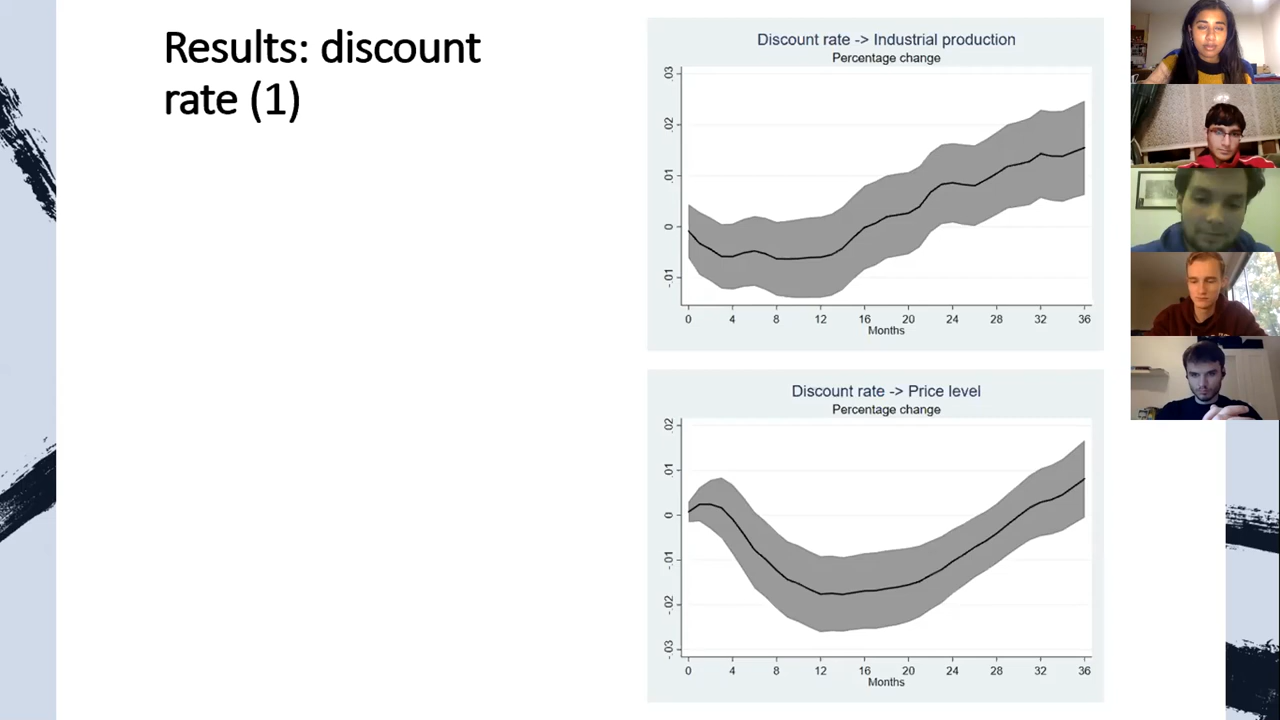 Results: discount
rate (1)
Discount rate -> Industrial production
Percentage change
.03
.02
.01
0
-.01
0 4 8 12 16 20 24 28 32 36
Months
Discount rate -> Price level
Percentage change
.02
.01
0
-.01
-.02
-.03
0 4 8 12 16 20 24 28 32 36
Months